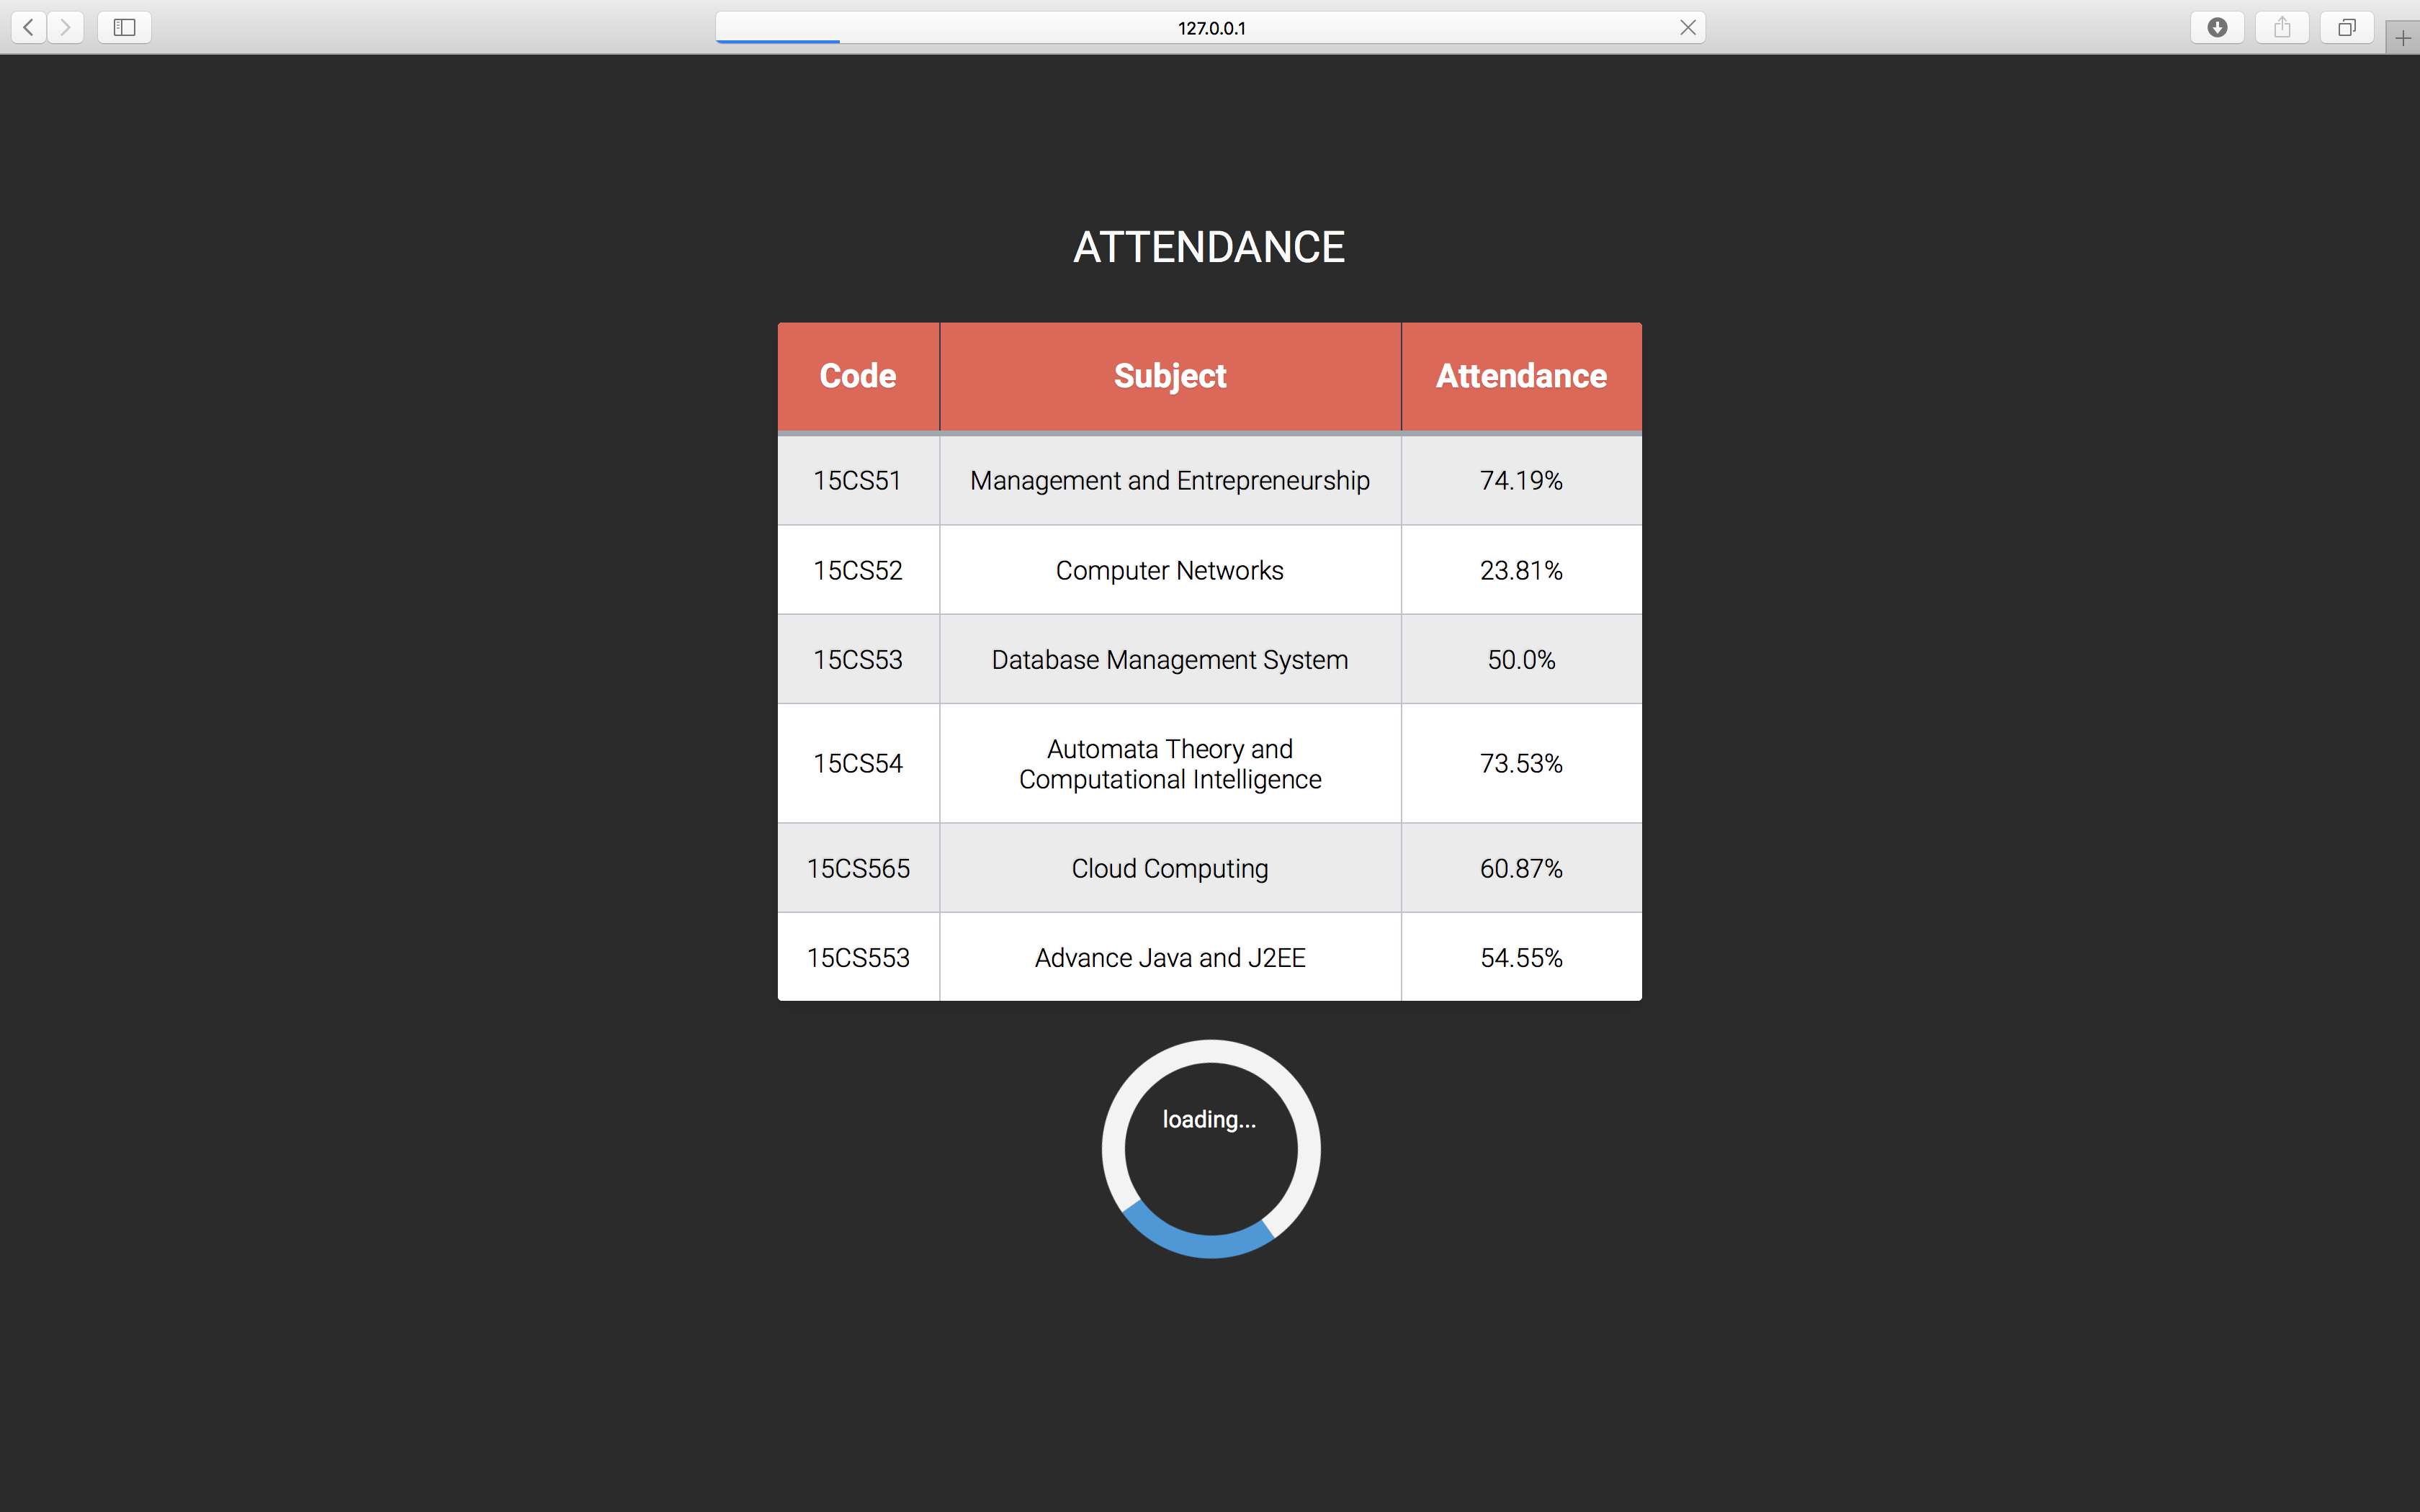 127.0.0.1
ATTENDANCE
Code Subject Attendance
15CS51 Management and Entrepreneurship 74.19%
15CS52 Computer Networks 23.81%
15CS53 Database Management System 50.0%
15CS54 Automata Theory and
Computational Intelligence 73.53%
15CS565 Cloud Computing 60.87%
15CS553 Advance Java and J2EE 54.55%
loading...